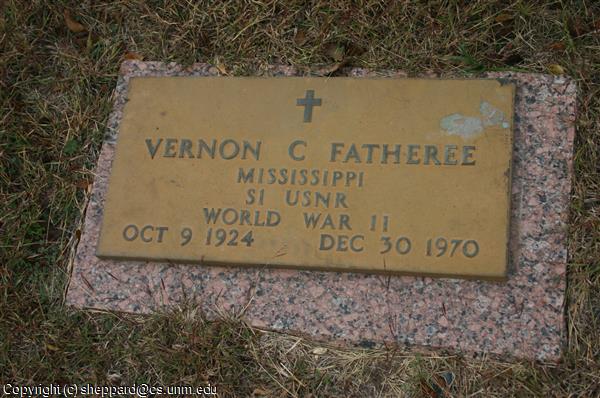 VERNON C FATHEREE
MISSISSIPPI
S1 USNR
WORLD WAR II
OCT 9 1924 DEC 30 1970
Copyright (c) sheppard@cs.unm.edu